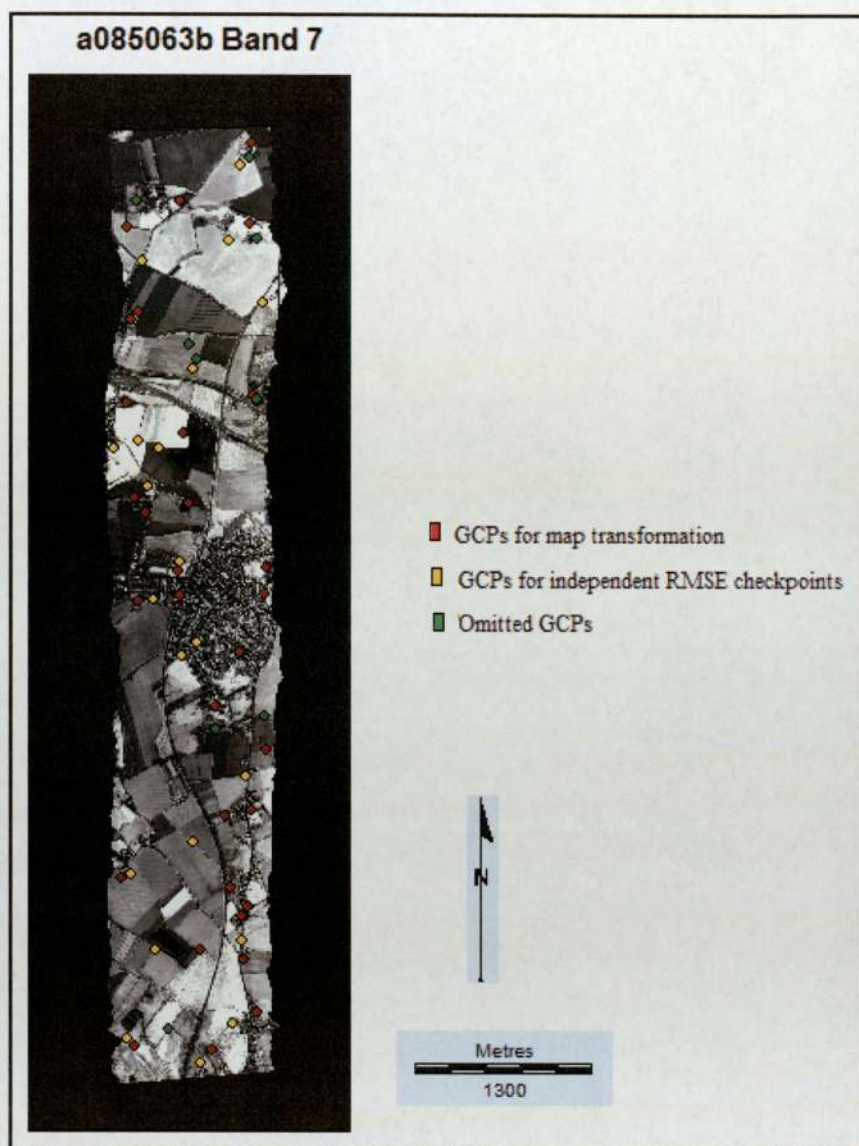 a085063b Band 7
GCPs for map transformation
GCPs for independent RMSE checkpoints
Omitted GCPs
N
Metres
1300